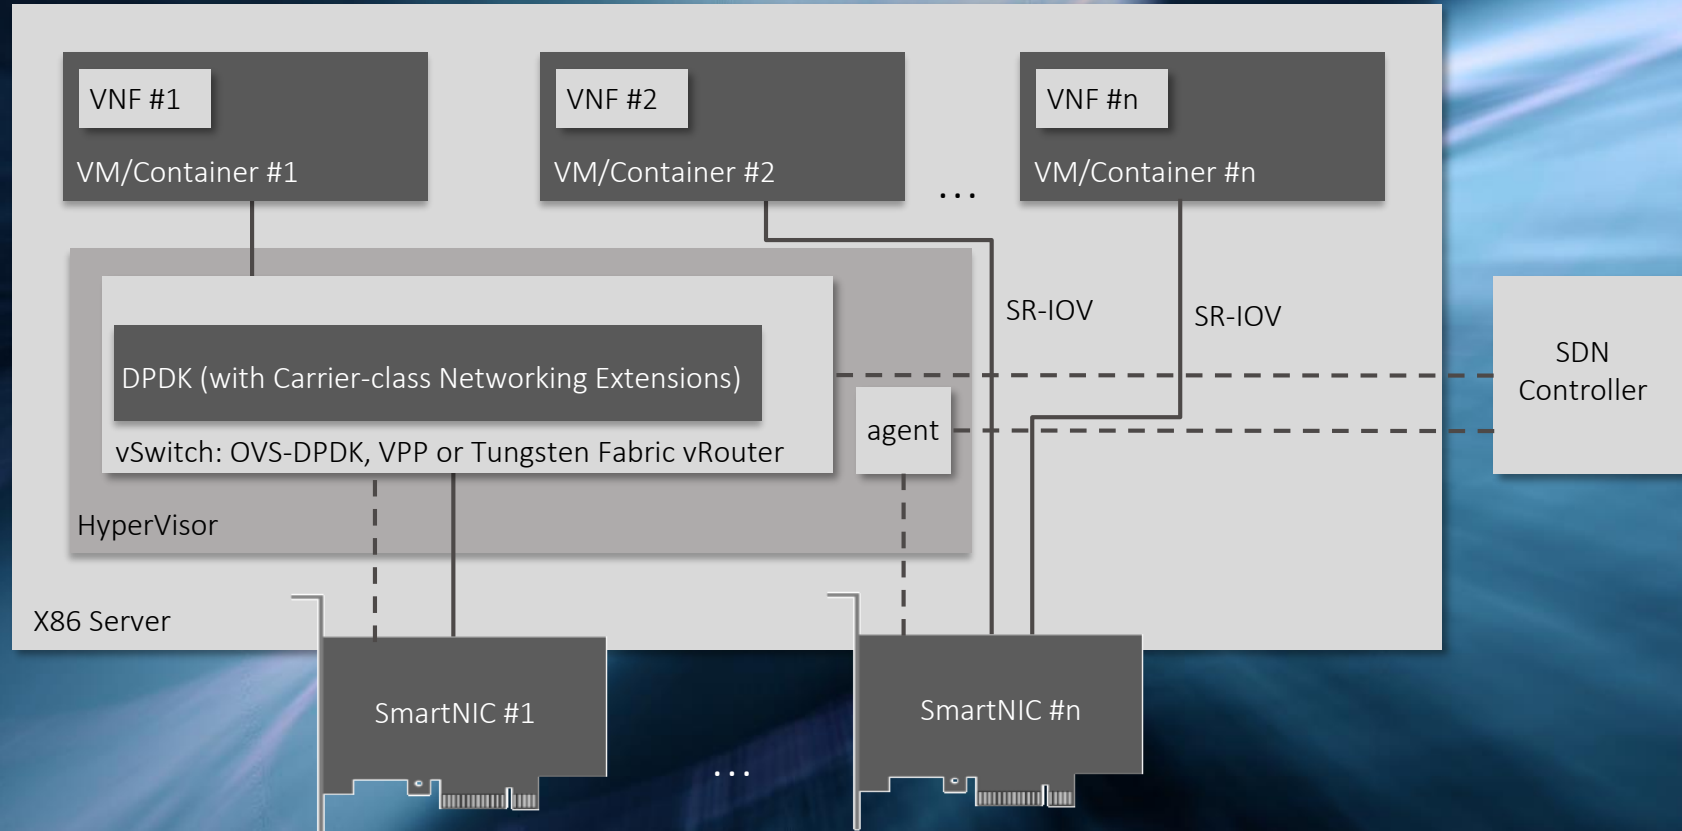 VNF #1
VM/Container #1
VNF #2
VM/Container #2
...
VNF #n
VM/Container #n
SR-IOV
SR-IOV
DPDK (with Carrier-class Networking Extensions)
vSwitch: OVS-DPDK, VPP or Tungsten Fabric vRouter
agent
HyperVisor
X86 Server
SDN
Controller
SmartNIC #1
...
SmartNIC #n